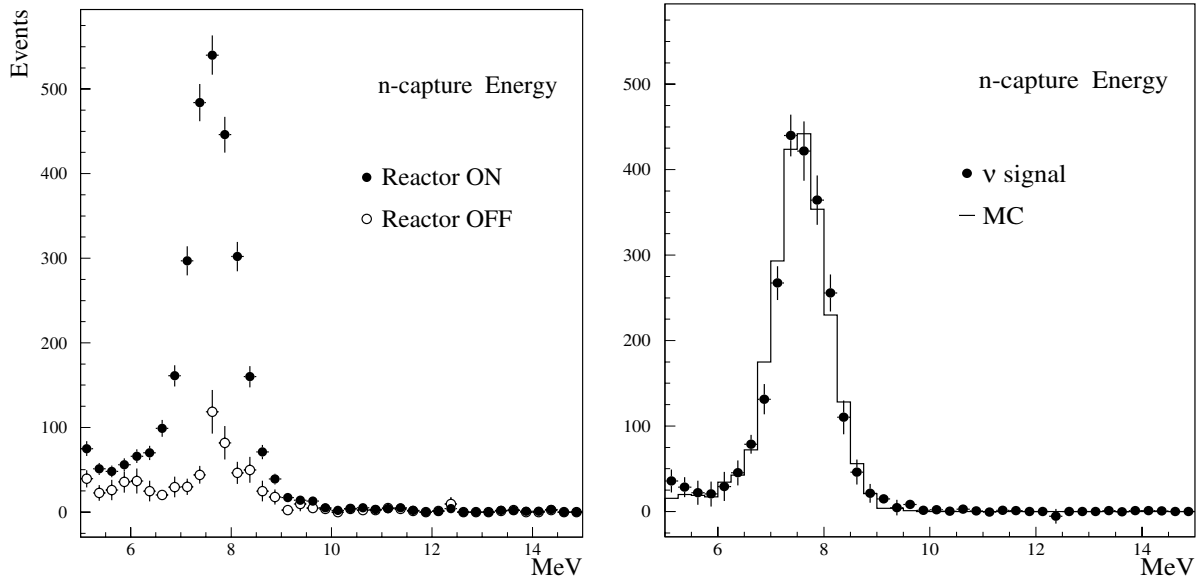 Events
n-capture Energy
Reactor ON
Reactor OFF
500
400
300
200
100
0
6
8
10
12
14
MeV
n-capture Energy
ν signal
MC
500
400
300
200
100
0
6
8
10
12
14
MeV